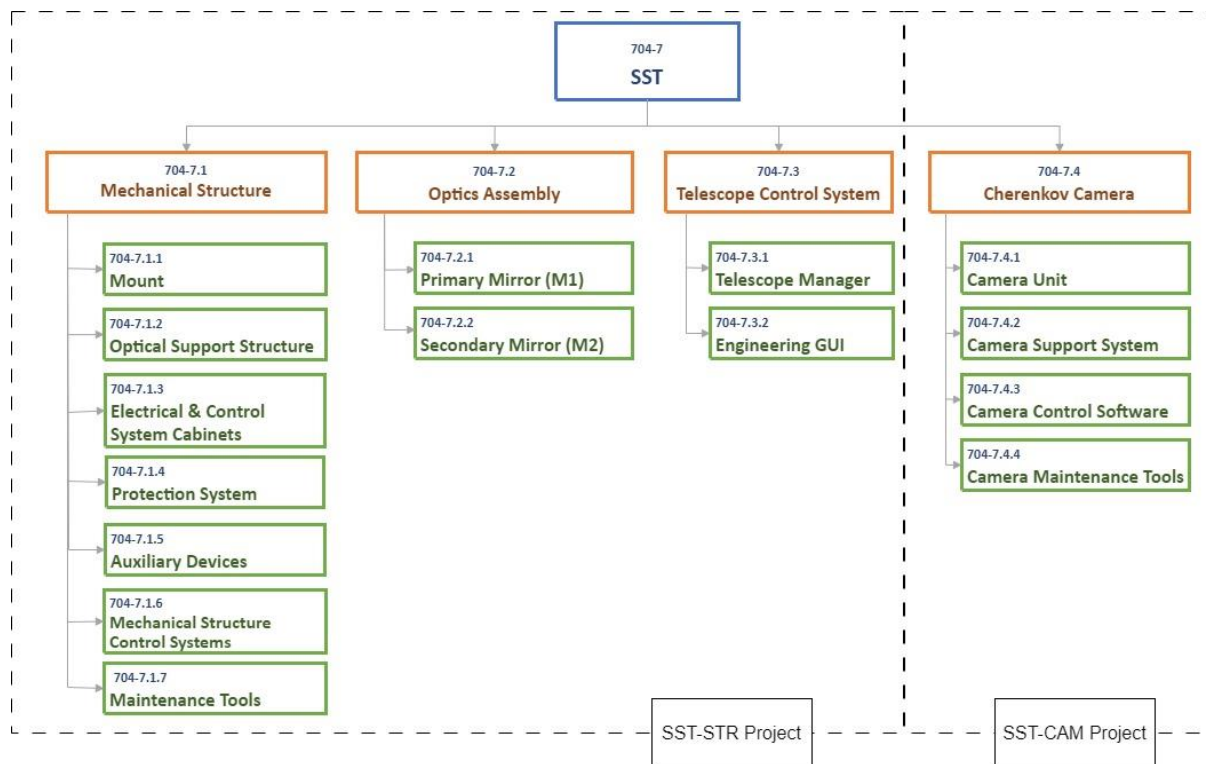 704-7
SST
704-7.1
Mechanical Structure
704-7.2
Optics Assembly
704-7.3
Telescope Control System
704-7.4
Cherenkov Camera
704-7.1.1
Mount
704-7.1.2
Optical Support Structure
704-7.1.3
Electrical & Control
System Cabinets
704-7.1.4
Protection System
704-7.1.5
Auxiliary Devices
704-7.1.6
Mechanical Structure
Control Systems
704-7.1.7
Maintenance Tools
704-7.2.1
Primary Mirror (M1)
704-7.2.2
Secondary Mirror (M2)
704-7.3.1
Telescope Manager
704-7.3.2
Engineering GUI
704-7.4.1
Camera Unit
704-7.4.2
Camera Support System
704-7.4.3
Camera Control Software
704-7.4.4
Camera Maintenance Tools
SST-STR Project
SST-CAM Project